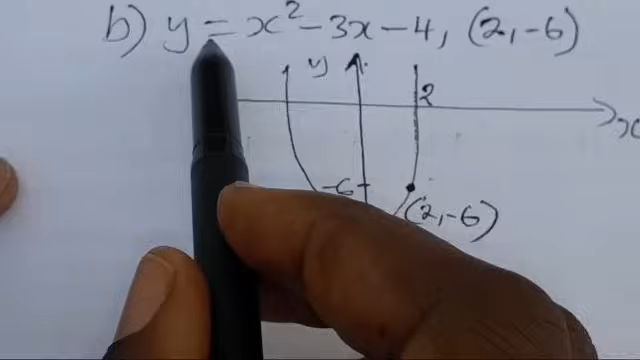 b) y = x² - 3x - 4, (2, -6)
y
2
x
-6
(2, -6)